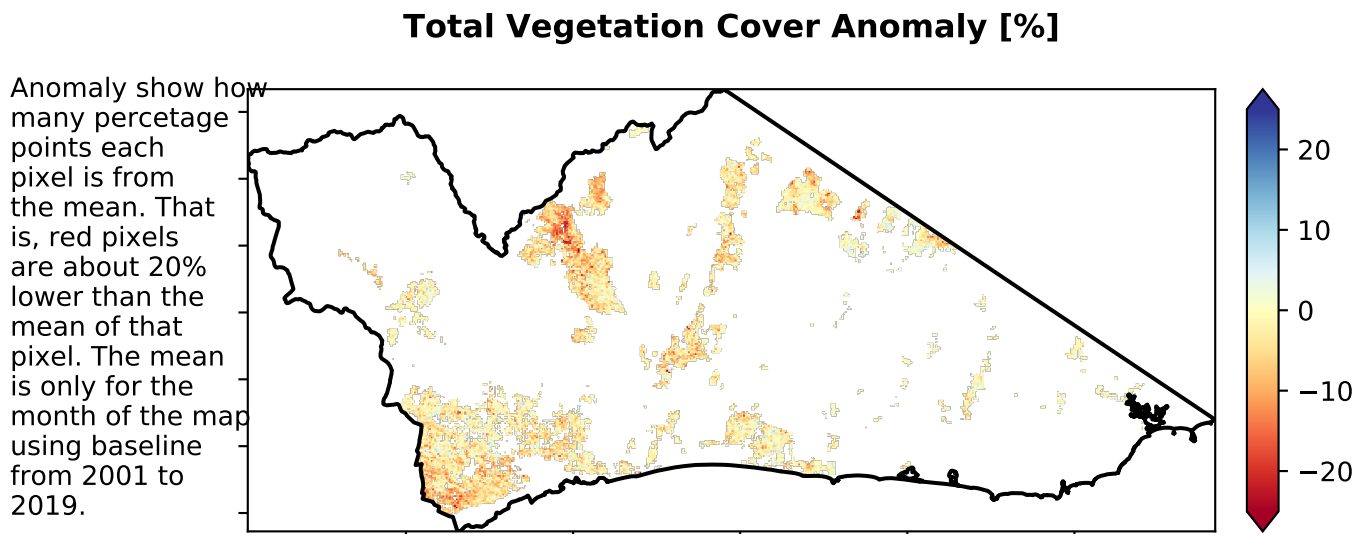 Total Vegetation Cover Anomaly [%]
Anomaly show how
many percetage
points each
pixel is from
the mean. That
is, red pixels
are about 20%
lower than the
mean of that
pixel. The mean
is only for the
month of the map
using baseline
from 2001 to
2019.
20
10
0
−10
−20